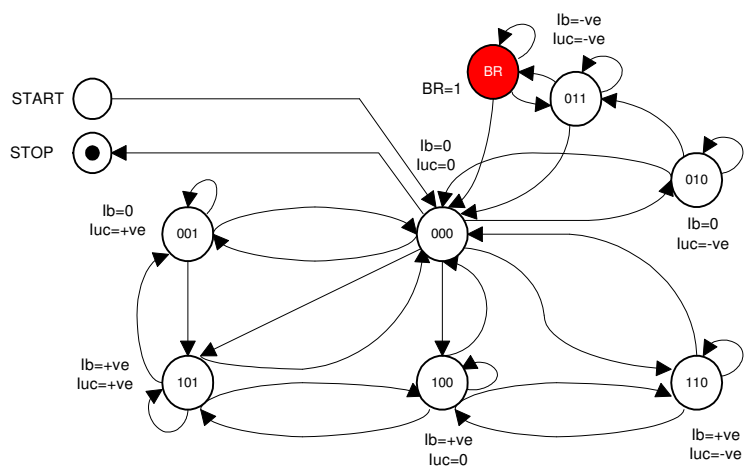 Ib=-ve
Iuc=-ve
BR
BR=1
011
START
STOP
Ib=0
Iuc=0
010
Ib=0
Iuc=-ve
Ib=0
Iuc=+ve
001
000
Ib=+ve
Iuc=+ve
101
100
110
Ib=+ve
Iuc=0
Ib=+ve
Iuc=-ve